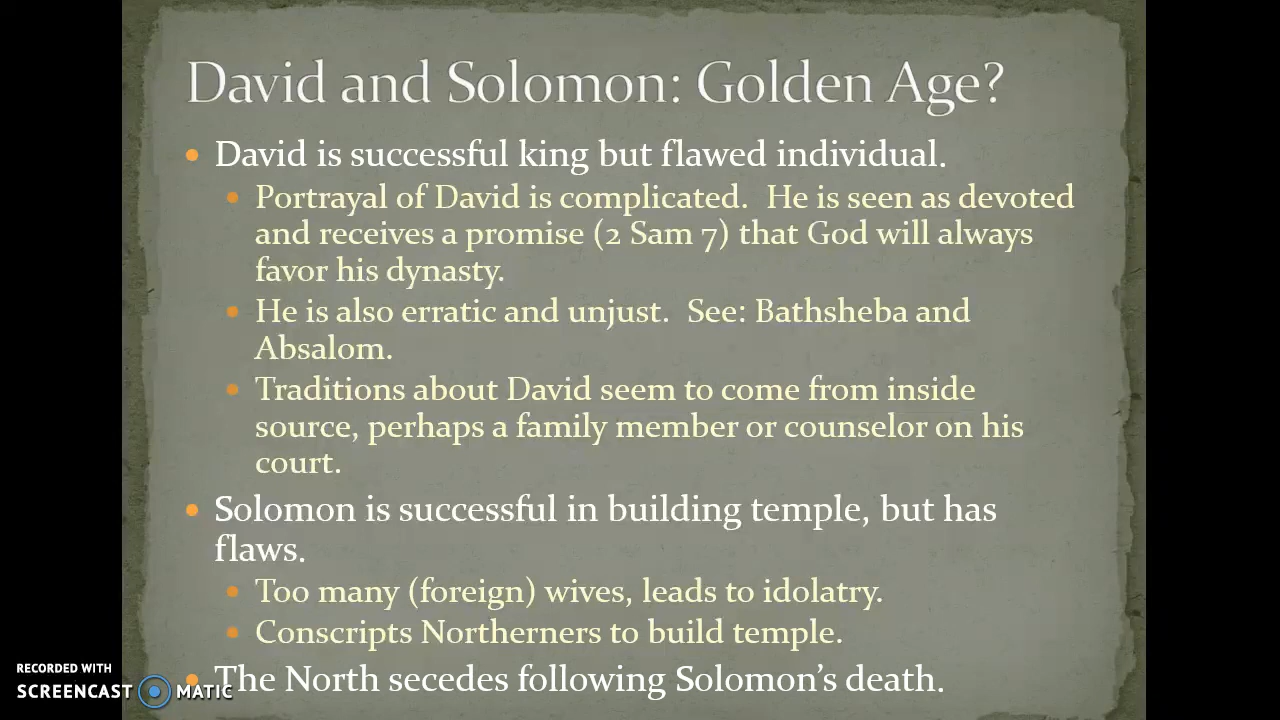 David and Solomon: Golden Age?
• David is successful king but flawed individual.
• Portrayal of David is complicated.  He is seen as devoted
and receives a promise (2 Sam 7) that God will always
favor his dynasty.
• He is also erratic and unjust.  See: Bathsheba and
Absalom.
• Traditions about David seem to come from inside
source, perhaps a family member or counselor on his
court.
• Solomon is successful in building temple, but has
flaws.
• Too many (foreign) wives, leads to idolatry.
• Conscripts Northerners to build temple.
• The North secedes following Solomon’s death.
RECORDED WITH
SCREENCAST MATIC